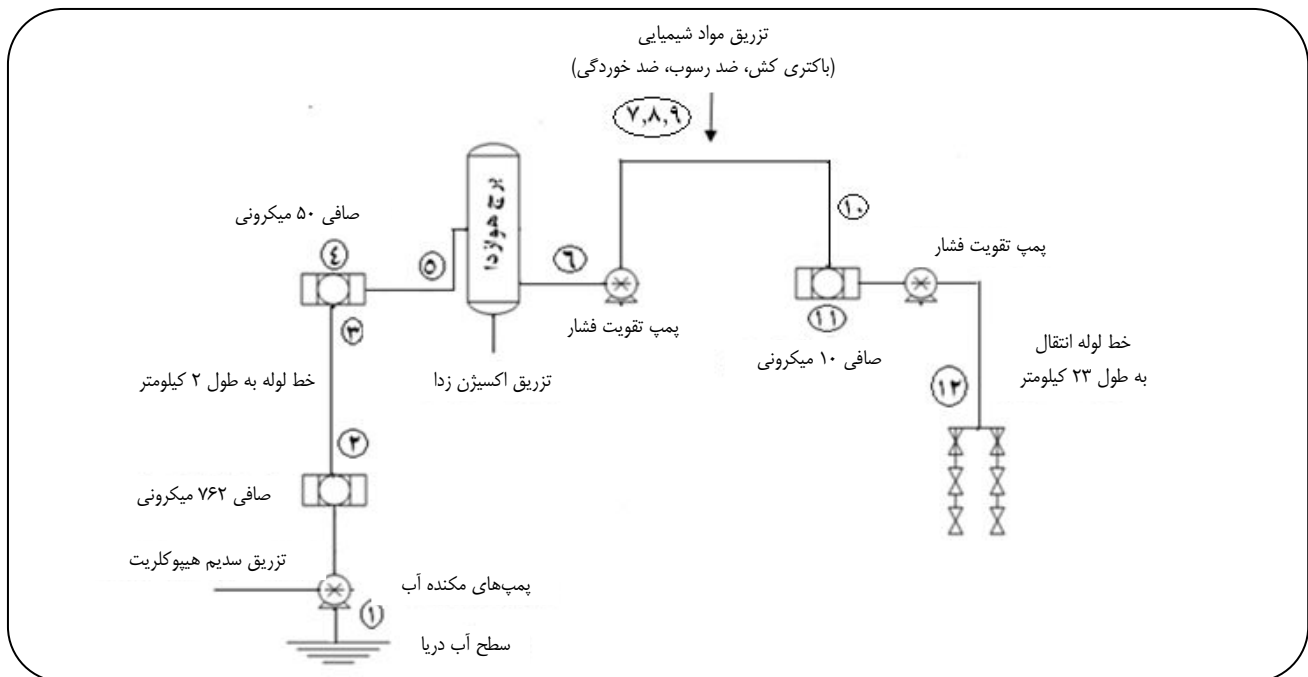 تزریق مواد شیمیایی
(باکتری کش، ضد رسوب، ضد خوردگی)
۷,۸,۹
برج هوازدا
صافی ۵۰ میکرونی
۴
۵
۶
۱۰
پمپ تقویت فشار
۳
پمپ تقویت فشار
۱۱
صافی ۱۰ میکرونی
خط لوله انتقال
به طول ۲۳ کیلومتر
خط لوله به طول ۲ کیلومتر
تزریق اکسیژن زدا
۱۲
۲
صافی ۷۶۲ میکرونی
تزریق سدیم هیپوکلریت
پمپ‌های مکنده آب
۱
سطح آب دریا